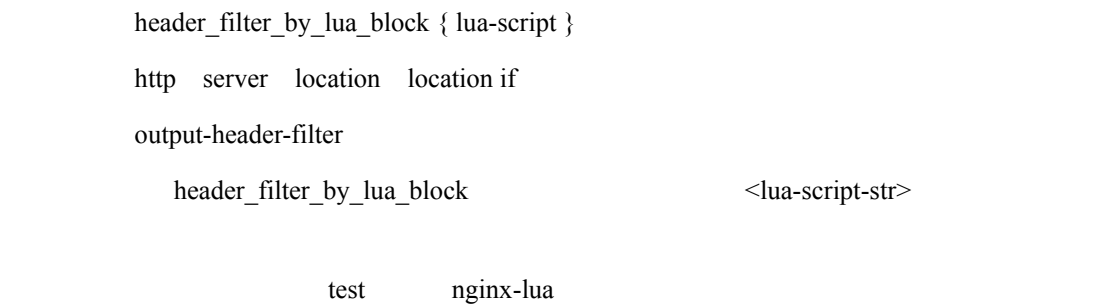 header_filter_by_lua_block { lua-script }
http server location location if
output-header-filter
header_filter_by_lua_block <lua-script-str>
test nginx-lua